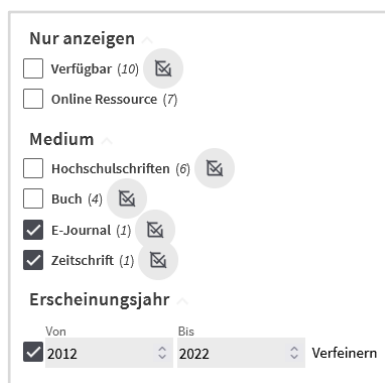 Nur anzeigen
Verfügbar (10)
Online Ressource (7)
Medium
Hochschulschriften (6)
Buch (4)
E-Journal (1)
Zeitschrift (1)
Erscheinungsjahr
Von Bis
2012 2022 Verfeinern